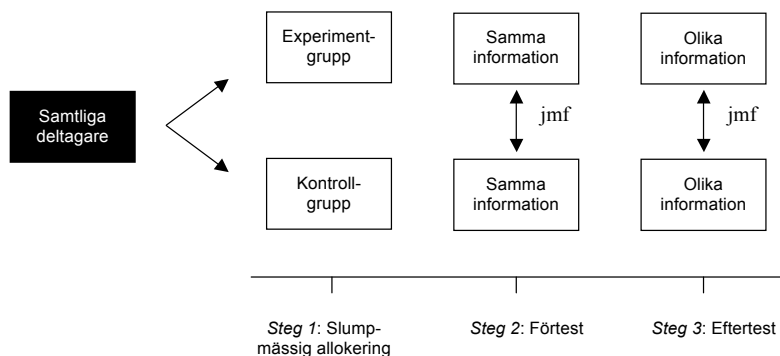 Experiment-
grupp
Samma
information
Olika
information
Samtliga
deltagare
jmf
jmf
Kontroll-
grupp
Samma
information
Olika
information
Steg 1: Slump-
mässig allokering
Steg 2: Förtest
Steg 3: Eftertest